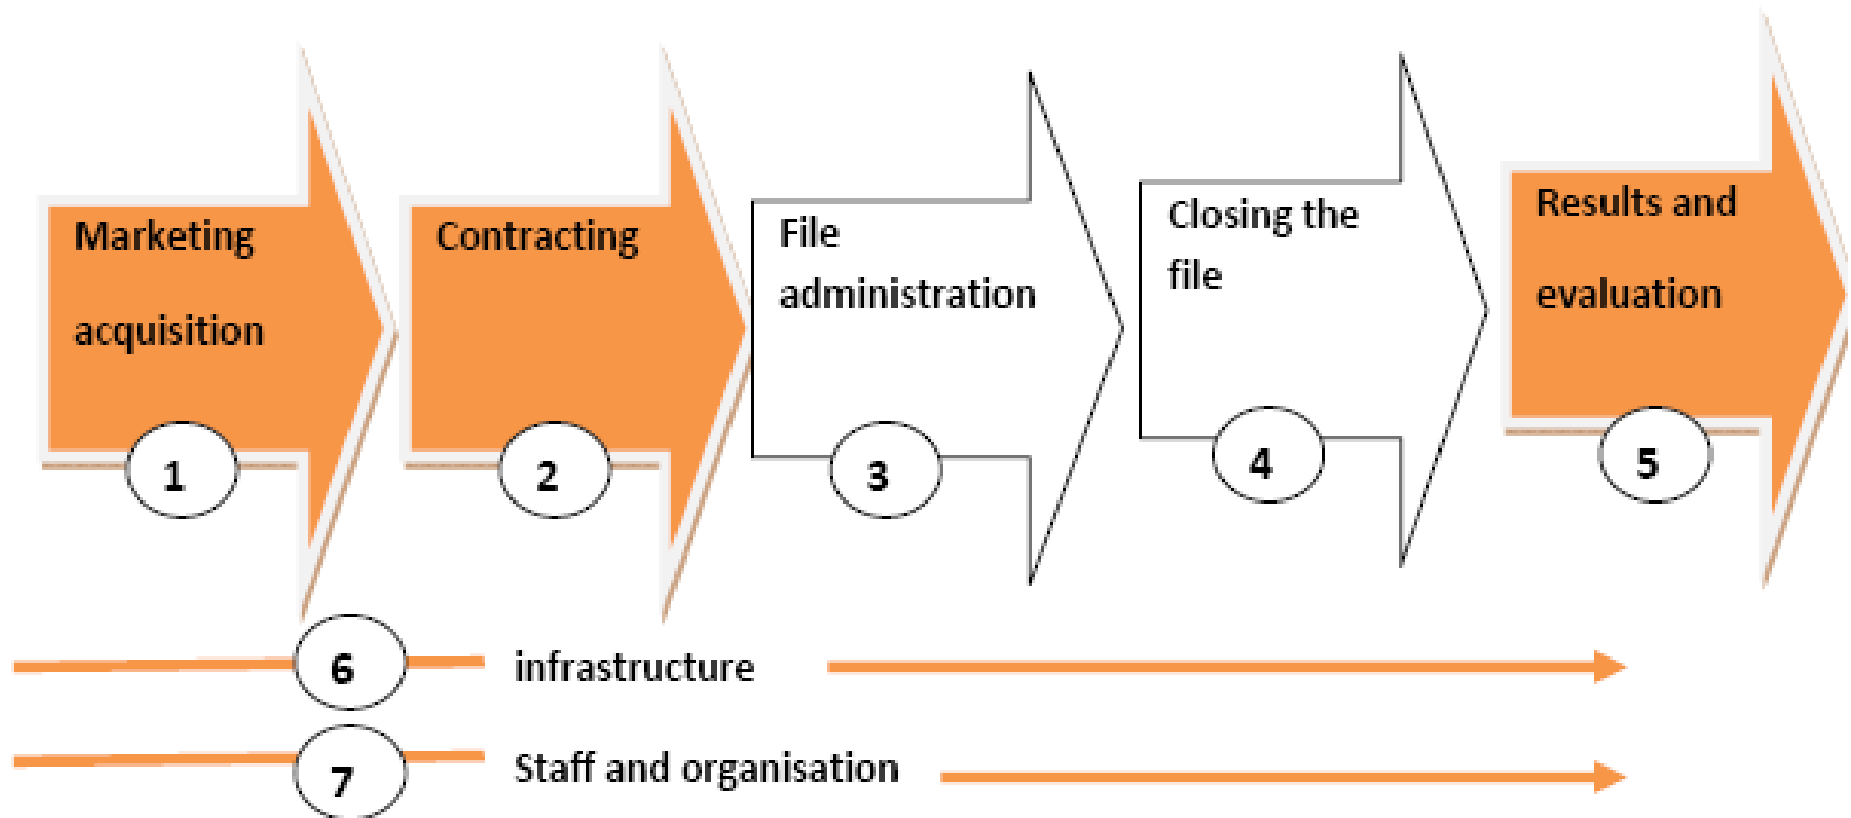 Marketing
acquisition
1
Contracting
2
File
administration
3
Closing the
file
4
Results and
evaluation
5
6
infrastructure
7
Staff and organisation